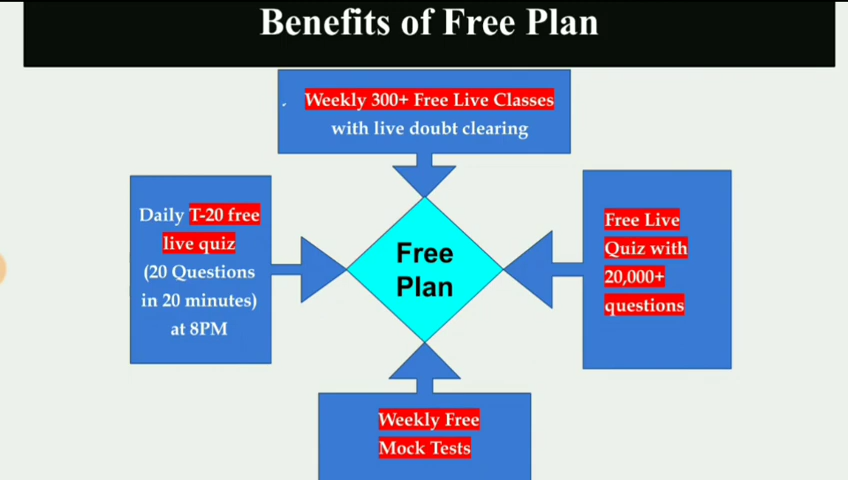 Benefits of Free Plan
Weekly 300+ Free Live Classes
with live doubt clearing
Daily T-20 free
live quiz
(20 Questions
in 20 minutes)
at 8PM
Free
Plan
Free Live
Quiz with
20,000+
questions
Weekly Free
Mock Tests